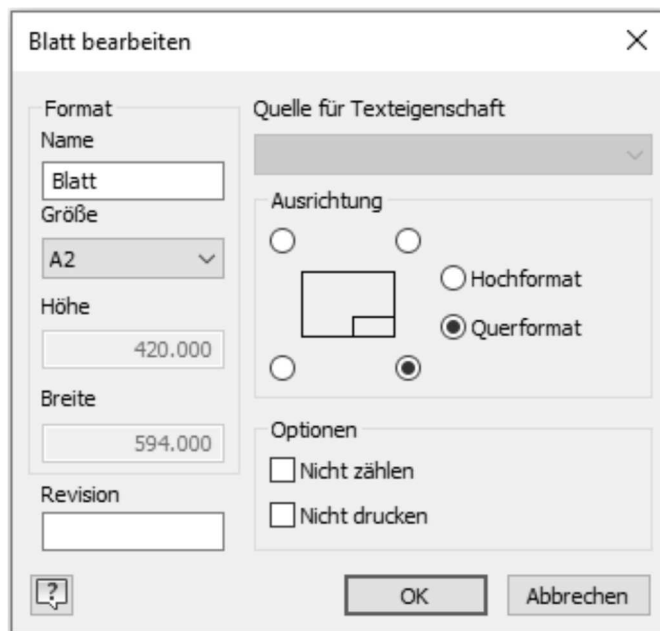 Blatt bearbeiten
Format
Name
Blatt
Größe
A2
Höhe
420.000
Breite
594.000
Revision
Quelle für Texteigenschaft
Ausrichtung
Hochformat
Querformat
Optionen
Nicht zählen
Nicht drucken
?
OK
Abbrechen